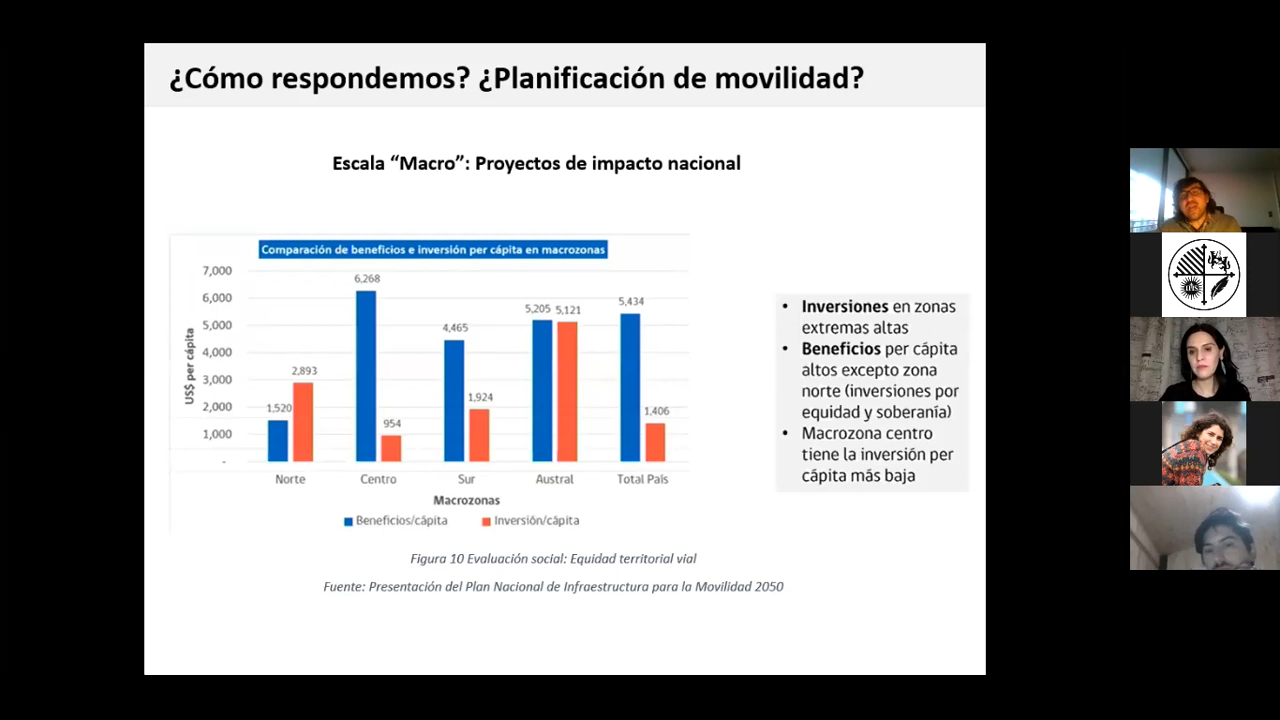 ¿Cómo respondemos? ¿Planificación de movilidad?
Escala “Macro”: Proyectos de impacto nacional
Comparación de beneficios e inversión per cápita en macrozonas
US$ per cápita
7,000
6,000
5,000
4,000
3,000
2,000
1,000
-
1,520
2,893
6,268
954
4,465
1,924
5,205
5,121
5,434
1,406
Norte
Centro
Sur
Austral
Total País
Macrozonas
Beneficios/cápita
Inversión/cápita
• Inversiones en zonas
extremas altas
• Beneficios per cápita
altos excepto zona
norte (inversiones por
equidad y soberanía)
• Macrozona centro
tiene la inversión per
cápita más baja
Figura 10 Evaluación social: Equidad territorial vial
Fuente: Presentación del Plan Nacional de Infraestructura para la Movilidad 2050